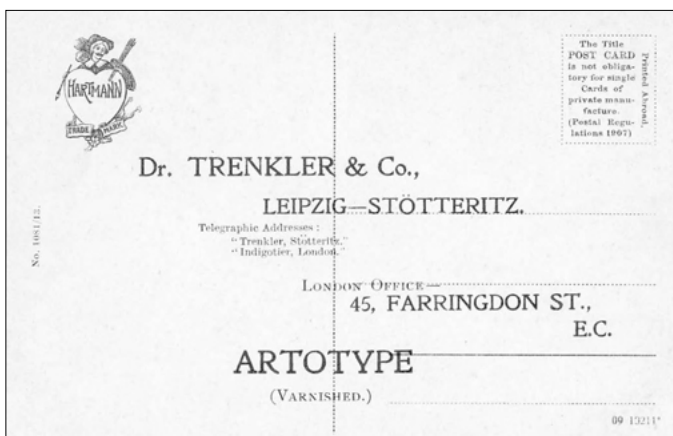 HARTMANN
TRADE MARK
The Title
POST CARD
is not obliga-
tory for single
Cards of
private manu-
facture.
(Postal Regu-
lations 1907)
Printed Abroad.
Dr. TRENKLER & Co.,
LEIPZIG—STÖTTERITZ.
Telegraphic Addresses :
"Trenkler, Stötteritz."
"Indigotier, London."
No. 1081/13.
LONDON OFFICE—
45, FARRINGDON ST.,
E.C.
ARTOTYPE
(VARNISHED.)
09 13211*